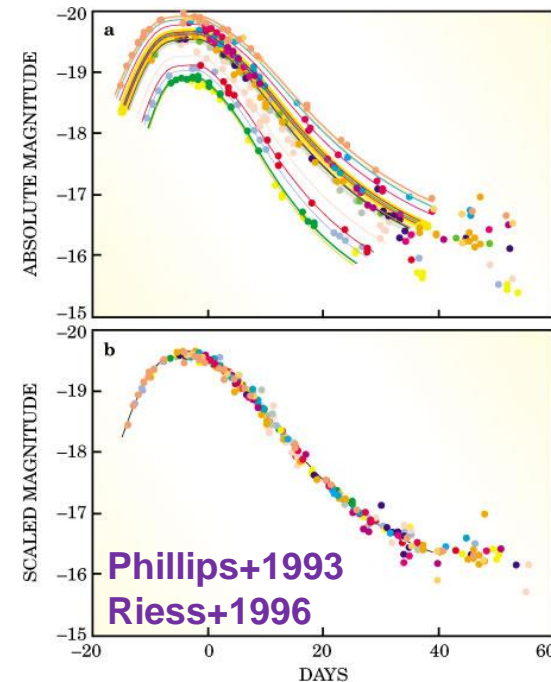 ABSOLUTE MAGNITUDE
−20
a
−19
−18
−17
−16
−15
SCALED MAGNITUDE
−20
b
−19
−18
−17
−16
−15
Phillips+1993
Riess+1996
−20 0 20 40 60
DAYS